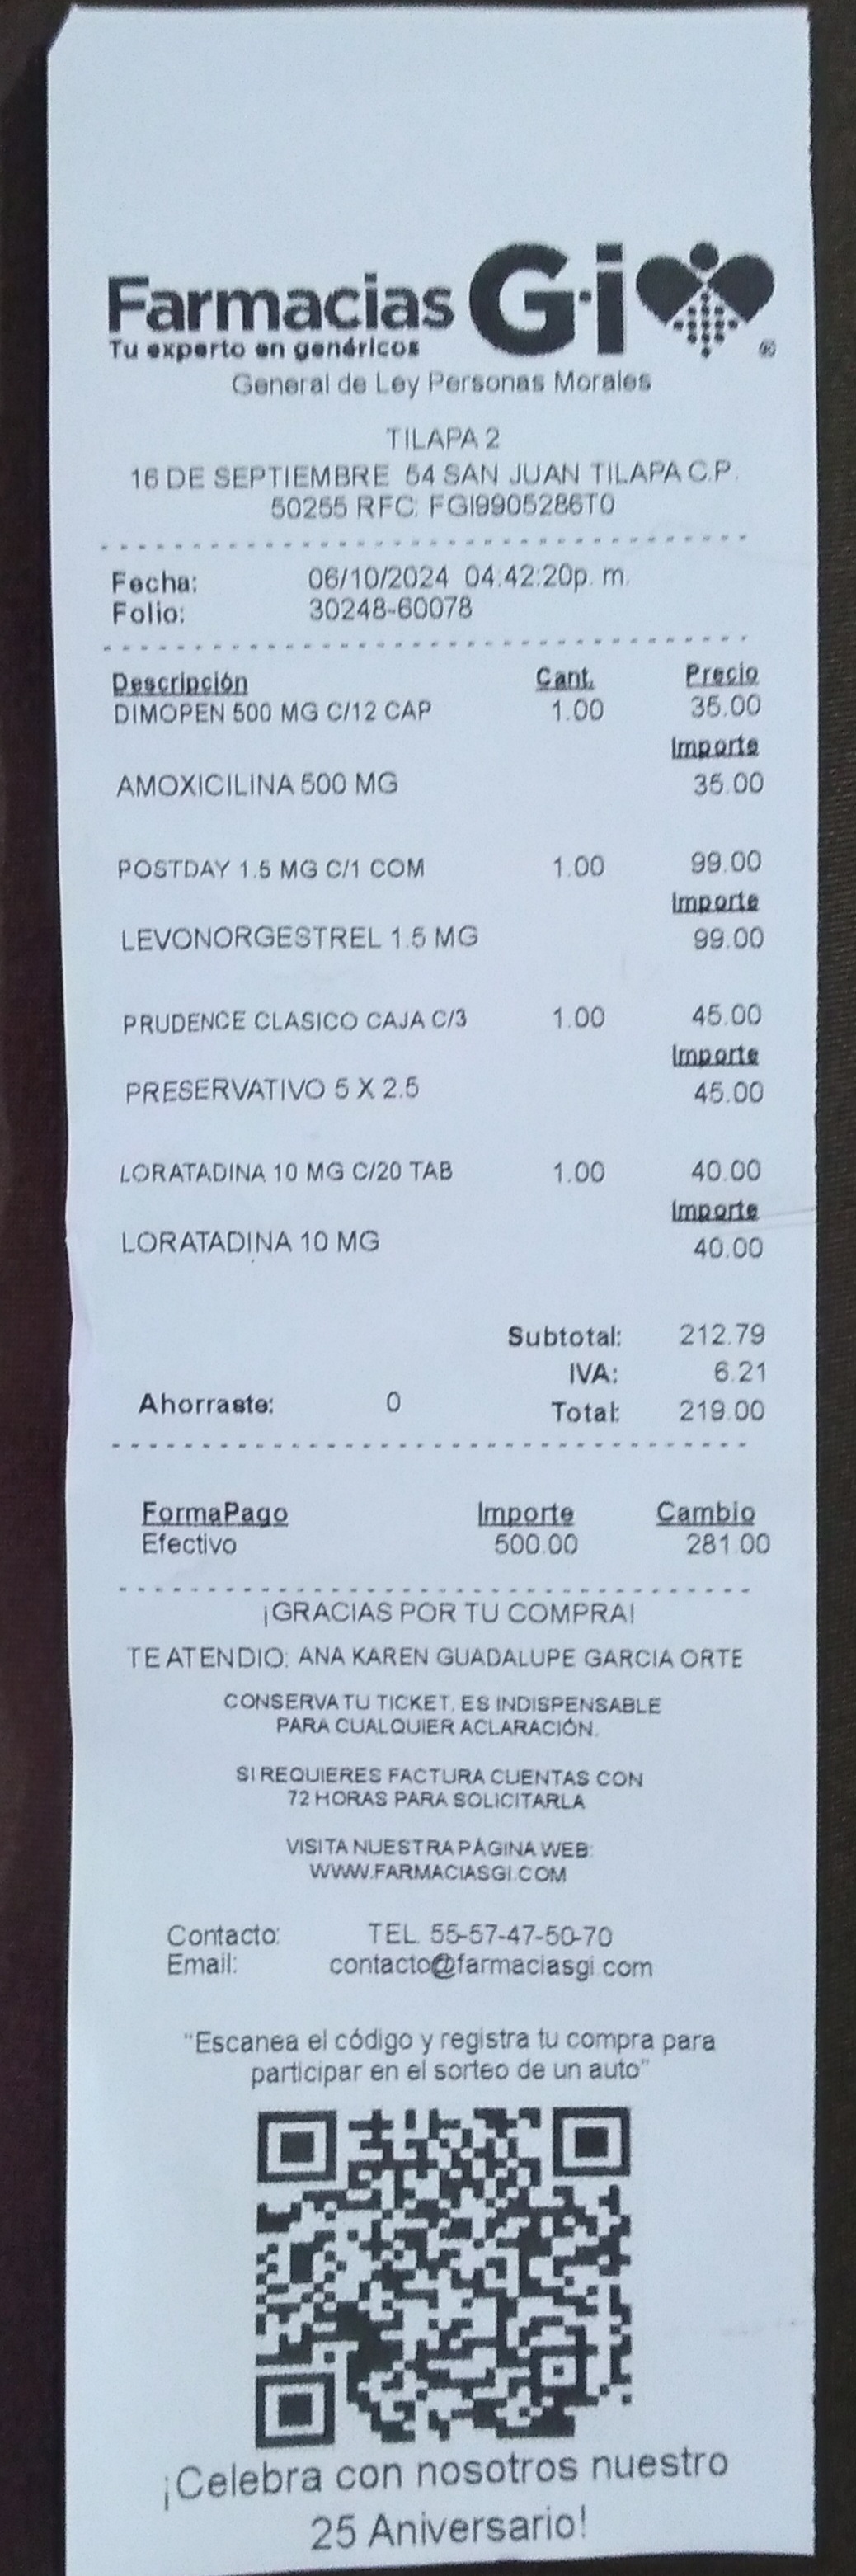 Farmacias G·i
Tu experto en genéricos
®
General de Ley Personas Morales
TILAPA 2
16 DE SEPTIEMBRE 54 SAN JUAN TILAPA C.P.
50255 RFC: FGI9905286T0
Fecha: 06/10/2024 04:42:20p. m.
Folio: 30248-60078
Descripción Cant. Precio
DIMOPEN 500 MG C/12 CAP 1.00 35.00
Importe
AMOXICILINA 500 MG 35.00
POSTDAY 1.5 MG C/1 COM 1.00 99.00
Importe
LEVONORGESTREL 1.5 MG 99.00
PRUDENCE CLASICO CAJA C/3 1.00 45.00
Importe
PRESERVATIVO 5 X 2.5 45.00
LORATADINA 10 MG C/20 TAB 1.00 40.00
Importe
LORATADINA 10 MG 40.00
Subtotal: 212.79
IVA: 6.21
Ahorraste: 0 Total: 219.00
FormaPago Importe Cambio
Efectivo 500.00 281.00
¡GRACIAS POR TU COMPRA!
TE ATENDIO: ANA KAREN GUADALUPE GARCIA ORTE
CONSERVA TU TICKET, ES INDISPENSABLE
PARA CUALQUIER ACLARACIÓN.
SI REQUIERES FACTURA CUENTAS CON
72 HORAS PARA SOLICITARLA
VISITA NUESTRA PÁGINA WEB:
WWW.FARMACIASGI.COM
Contacto: TEL. 55-57-47-50-70
Email: contacto@farmaciasgi.com
"Escanea el código y registra tu compra para
participar en el sorteo de un auto"
¡Celebra con nosotros nuestro
25 Aniversario!